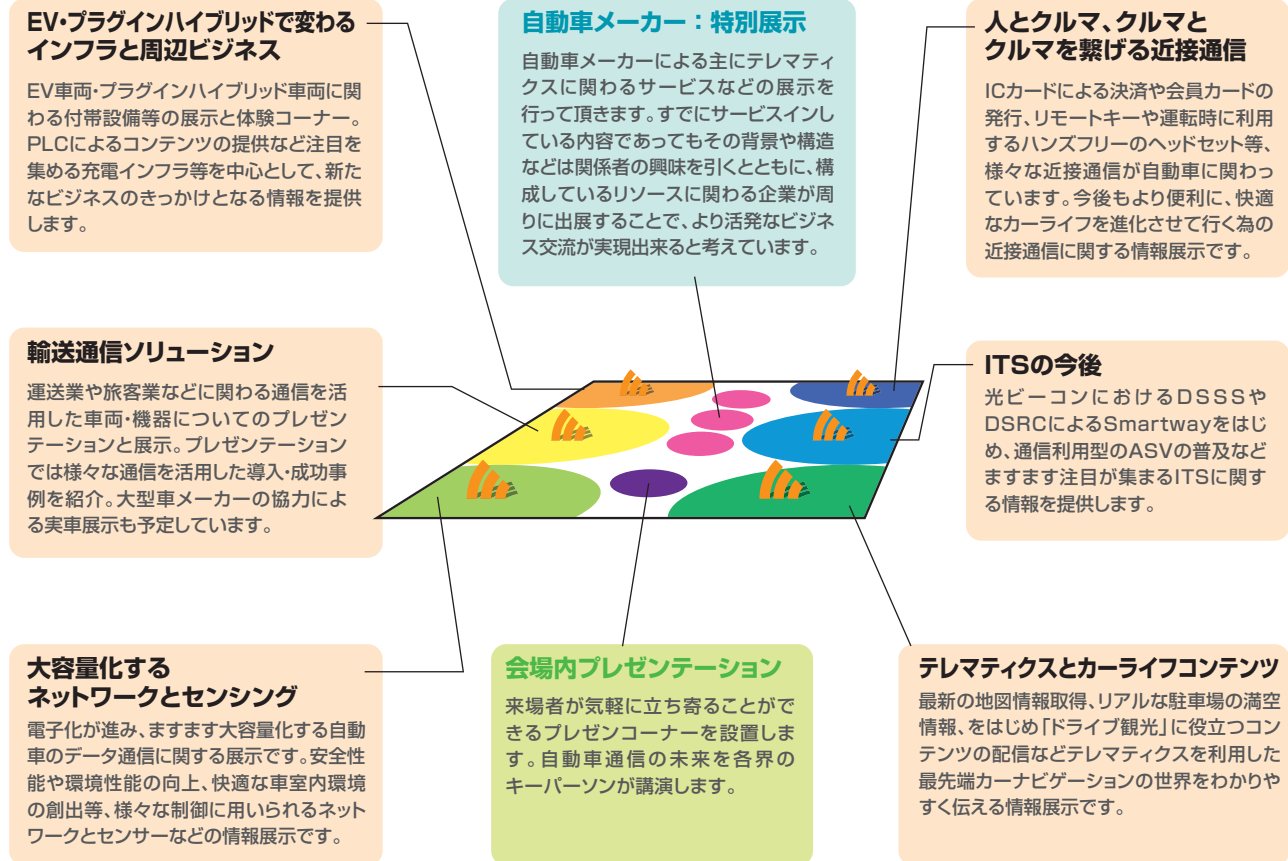 EV・プラグインハイブリッドで変わる
インフラと周辺ビジネス
EV車両・プラグインハイブリッド車両に関
わる付帯設備等の展示と体験コーナー。
PLCによるコンテンツの提供など注目を
集める充電インフラ等を中心として、新た
なビジネスのきっかけとなる情報を提供
します。
自動車メーカー：特別展示
自動車メーカーによる主にテレマティ
クスに関わるサービスなどの展示を
行って頂きます。すでにサービスインし
ている内容であってもその背景や構造
などは関係者の興味を引くとともに、構
成しているリソースに関わる企業が周
りに出展することで、より活発なビジネ
ス交流が実現出来ると考えています。
人とクルマ、クルマと
クルマを繋げる近接通信
ICカードによる決済や会員カードの
発行、リモートキーや運転時に利用
するハンズフリーのヘッドセット等、
様々な近接通信が自動車に関わっ
ています。今後もより便利に、快適
なカーライフを進化させて行く為の
近接通信に関する情報展示です。
輸送通信ソリューション
運送業や旅客業などに関わる通信を活
用した車両・機器についてのプレゼン
テーションと展示。プレゼンテーション
では様々な通信を活用した導入・成功事
例を紹介。大型車メーカーの協力によ
る実車展示も予定しています。
ITSの今後
光ビーコンにおけるDSSSや
DSRCによるSmartwayをはじ
め、通信利用型のASVの普及など
ますます注目が集まるITSに関す
る情報を提供します。
大容量化する
ネットワークとセンシング
電子化が進み、ますます大容量化する自動
車のデータ通信に関する展示です。安全性
能や環境性能の向上、快適な車室内環境
の創出等、様々な制御に用いられるネット
ワークとセンサーなどの情報展示です。
会場内プレゼンテーション
来場者が気軽に立ち寄ることがで
きるプレゼンコーナーを設置しま
す。自動車通信の未来を各界の
キーパーソンが講演します。
テレマティクスとカーライフコンテンツ
最新の地図情報取得、リアルな駐車場の満空
情報、をはじめ「ドライブ観光」に役立つコン
テンツの配信などテレマティクスを利用した
最先端カーナビゲーションの世界をわかりや
すく伝える情報展示です。